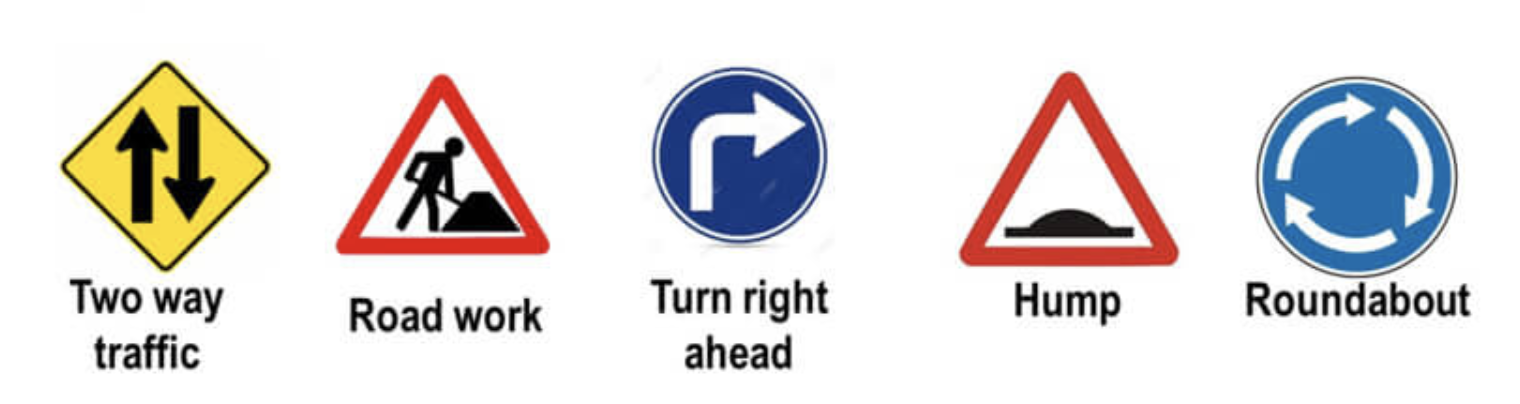 Two way
traffic
Road work
Turn right
ahead
Hump
Roundabout